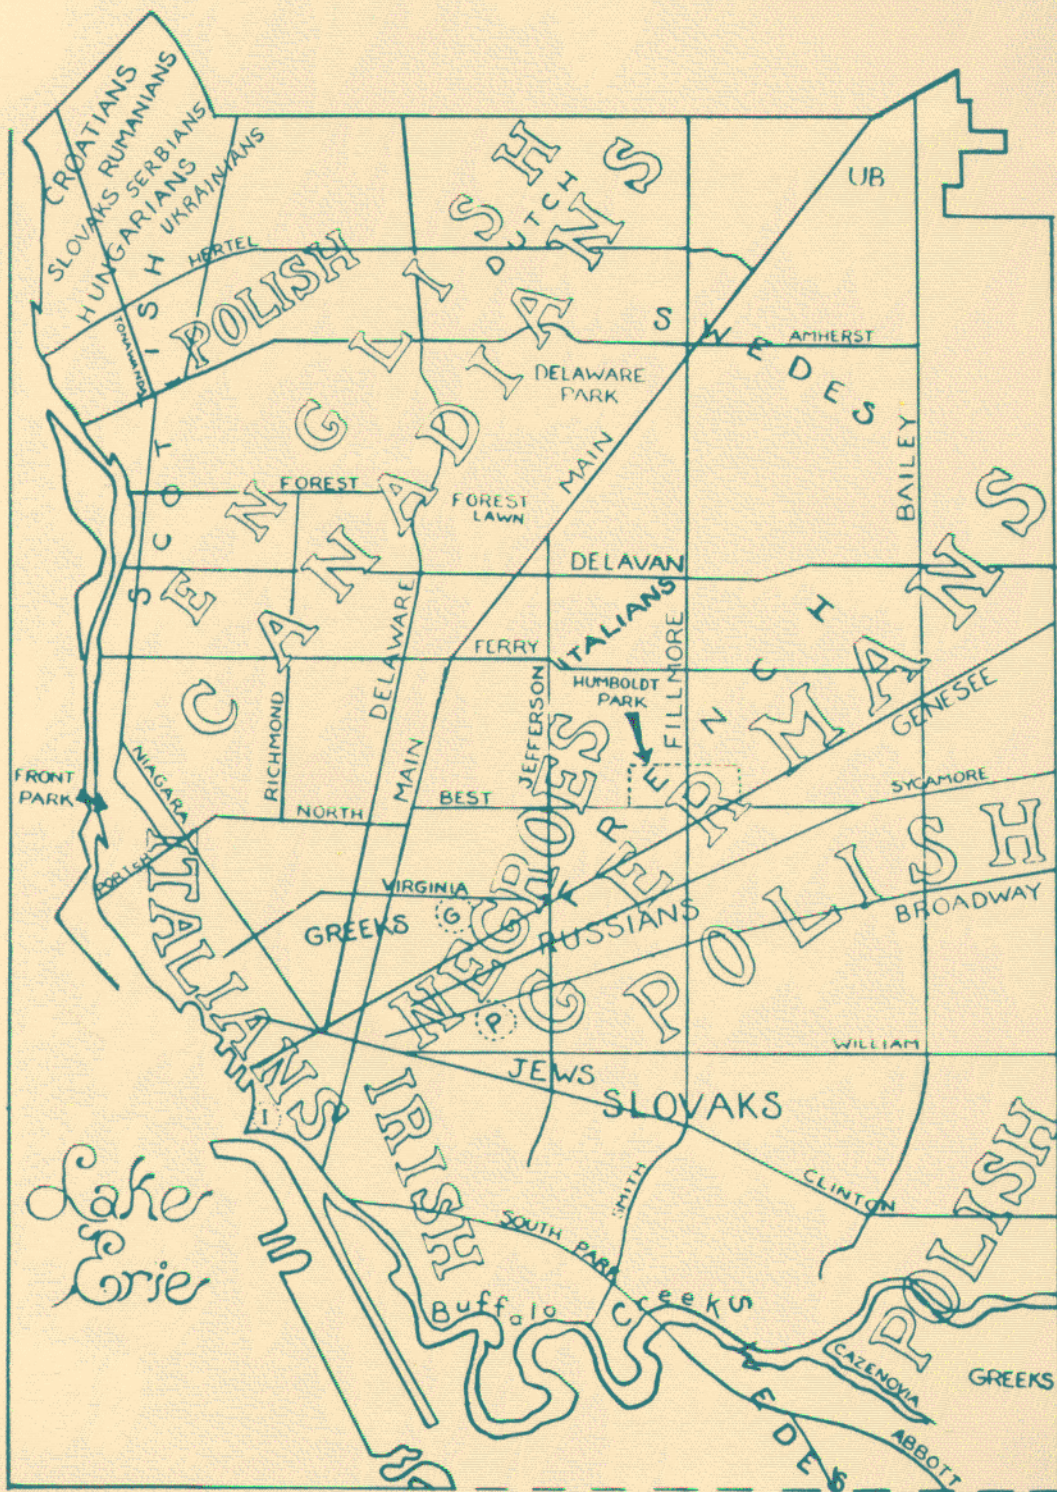 CROATIANS
RUMANIANS
SLOVAKS
SERBIANS
HUNGARIANS
UKRAINIANS
SCOTTISH
HERTEL
TONAWANDA
POLISH
ENGLISH
DUTCH
CANADIANS
UB
SWEDES
AMHERST
DELAWARE
PARK
MAIN
BAILEY
FOREST
FOREST
LAWN
DELAVAN
ITALIANS
FERRY
FRENCH
GERMANS
DELAWARE
RICHMOND
MAIN
JEFFERSON
FILLMORE
HUMBOLDT
PARK
GENESEE
NIAGARA
FRONT
PARK
NORTH
BEST
SYCAMORE
PORISH
ITALIANS
VIRGINIA
GREEKS
G
NEGROES
RUSSIANS
POLISH
BROADWAY
P
WILLIAM
JEWS
SLOVAKS
I
IRISH
Lake
Erie
SMITH
CLINTON
SOUTH PARK
POLISH
Buffalo Creeks
CAZENOVIA
GREEKS
SWEDES
ABBOTT